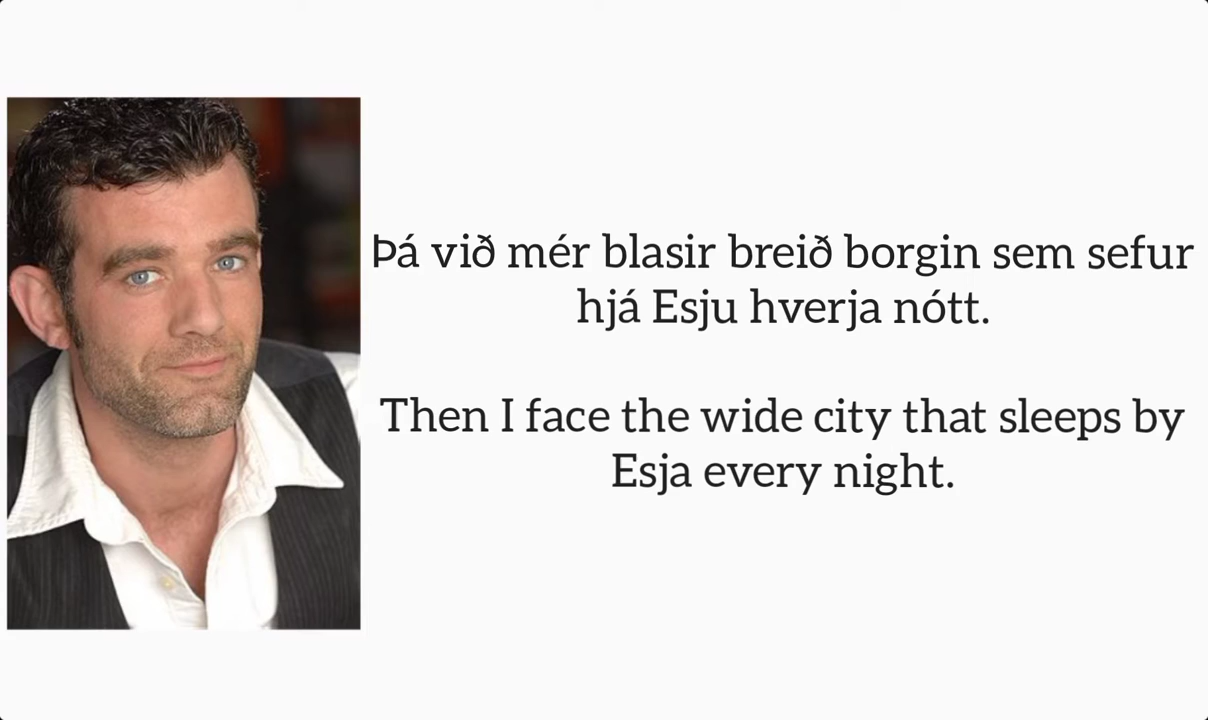 Þá við mér blasir breið borgin sem sefur
hjá Esju hverja nótt.
Then I face the wide city that sleeps by
Esja every night.